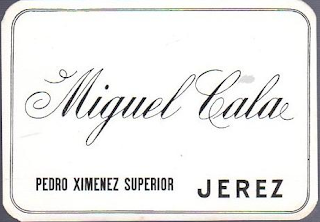 Miguel Cala
PEDRO XIMENEZ SUPERIOR JEREZ